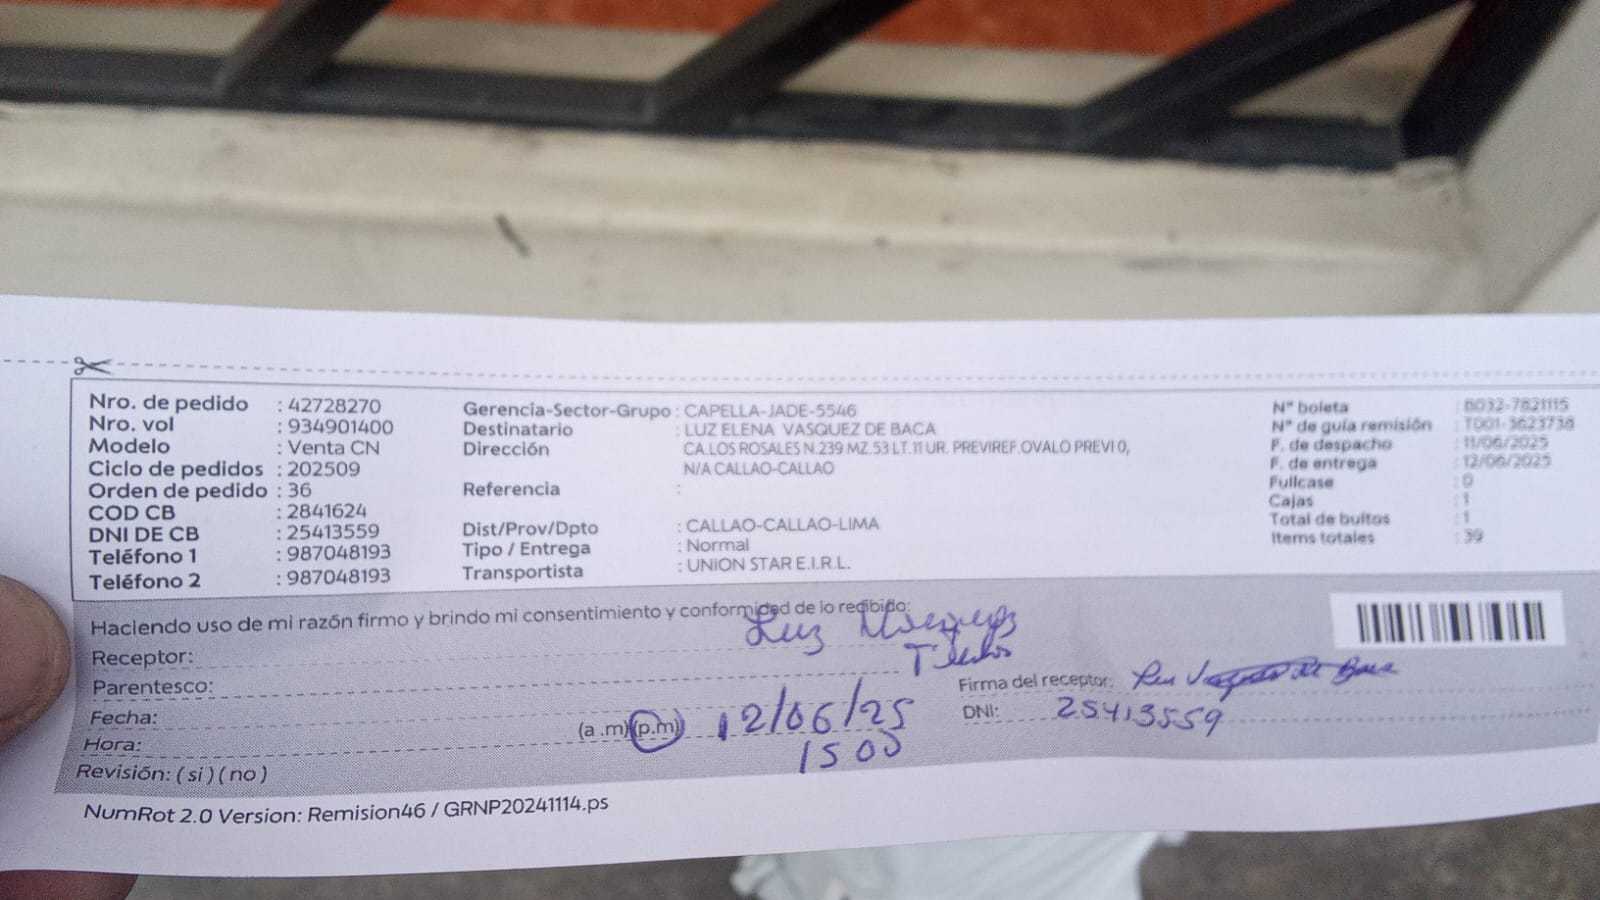 Nro. de pedido : 42728270
Nro. vol : 934901400
Modelo : Venta CN
Ciclo de pedidos : 202509
Orden de pedido : 36
COD CB : 2841624
DNI DE CB : 25413559
Teléfono 1 : 987048193
Teléfono 2 : 987048193
Gerencia-Sector-Grupo : CAPELLA-JADE-5546
Destinatario : LUZ ELENA VASQUEZ DE BACA
Dirección : CA.LOS ROSALES N.239 MZ.53 LT.11 UR. PREVIREF.OVALO PREVI 0,
N/A CALLAO-CALLAO
Referencia :
Dist/Prov/Dpto : CALLAO-CALLAO-LIMA
Tipo / Entrega : Normal
Transportista : UNION STAR E.I.R.L.
N° boleta : B032-7821115
N° de guía remisión : T001-3623738
F. de despacho : 11/06/2025
F. de entrega : 12/06/2025
Fullcase : 0
Cajas : 1
Total de bultos : 1
Items totales : 39
Haciendo uso de mi razón firmo y brindo mi consentimiento y conformidad de lo recibido:
Receptor: Luz Vasquez
Parentesco:
Fecha: 12/06/25
Hora: (a.m)(p.m) 1500
Revisión: ( si ) ( no )
Firma del receptor: Vasquez de Baca
DNI: 25413559
NumRot 2.0 Version: Remision46 / GRNP20241114.ps